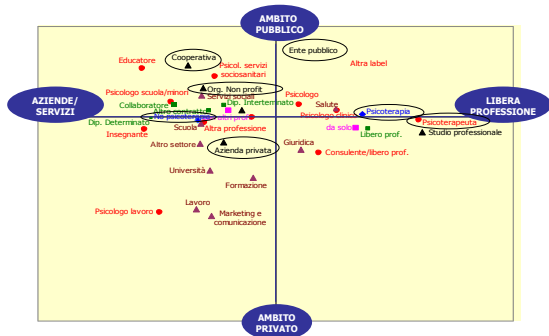 AMBITO
PUBBLICO
Cooperativa
Ente pubblico
Educatore
Psicol. servizi
sociosanitari
Altra label
Org. Non profit
Servizi sociali
Psicologo scuola/minori
Collaboratore
Dip. Intertemnato
Psicologo
Salute
AZIENDE/
SERVIZI
LIBERA
PROFESSIONE
Altro contratto
No psicoterapia
Psicologo clinico
Psicoterapia
Psicoterapeuta
Dip. Determinato
Insegnante
Scuola
Altra professione
da solo
Libero prof.
Studio professionale
Altro settore
Azienda privata
Giuridica
Consulente/libero prof.
Università
Formazione
Lavoro
Psicologo lavoro
Marketing e
comunicazione
AMBITO
PRIVATO